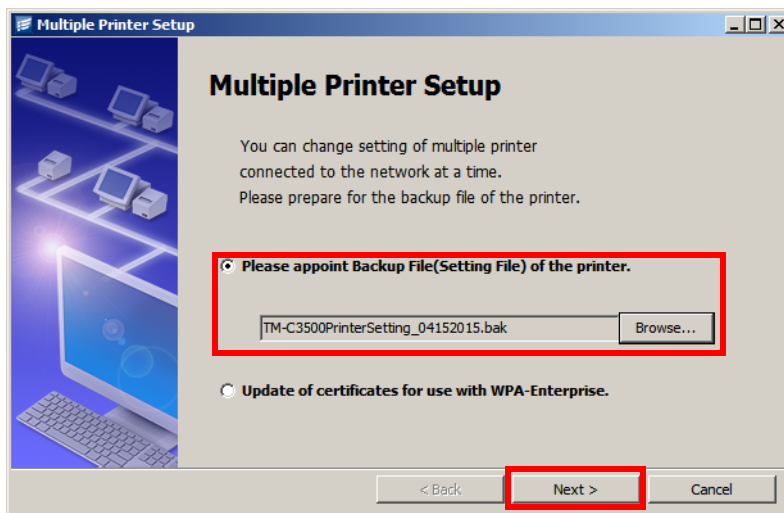 Multiple Printer Setup
Multiple Printer Setup
You can change setting of multiple printer
connected to the network at a time.
Please prepare for the backup file of the printer.
Please appoint Backup File(Setting File) of the printer.
TM-C3500PrinterSetting_04152015.bak
Browse...
Update of certificates for use with WPA-Enterprise.
< Back
Next >
Cancel